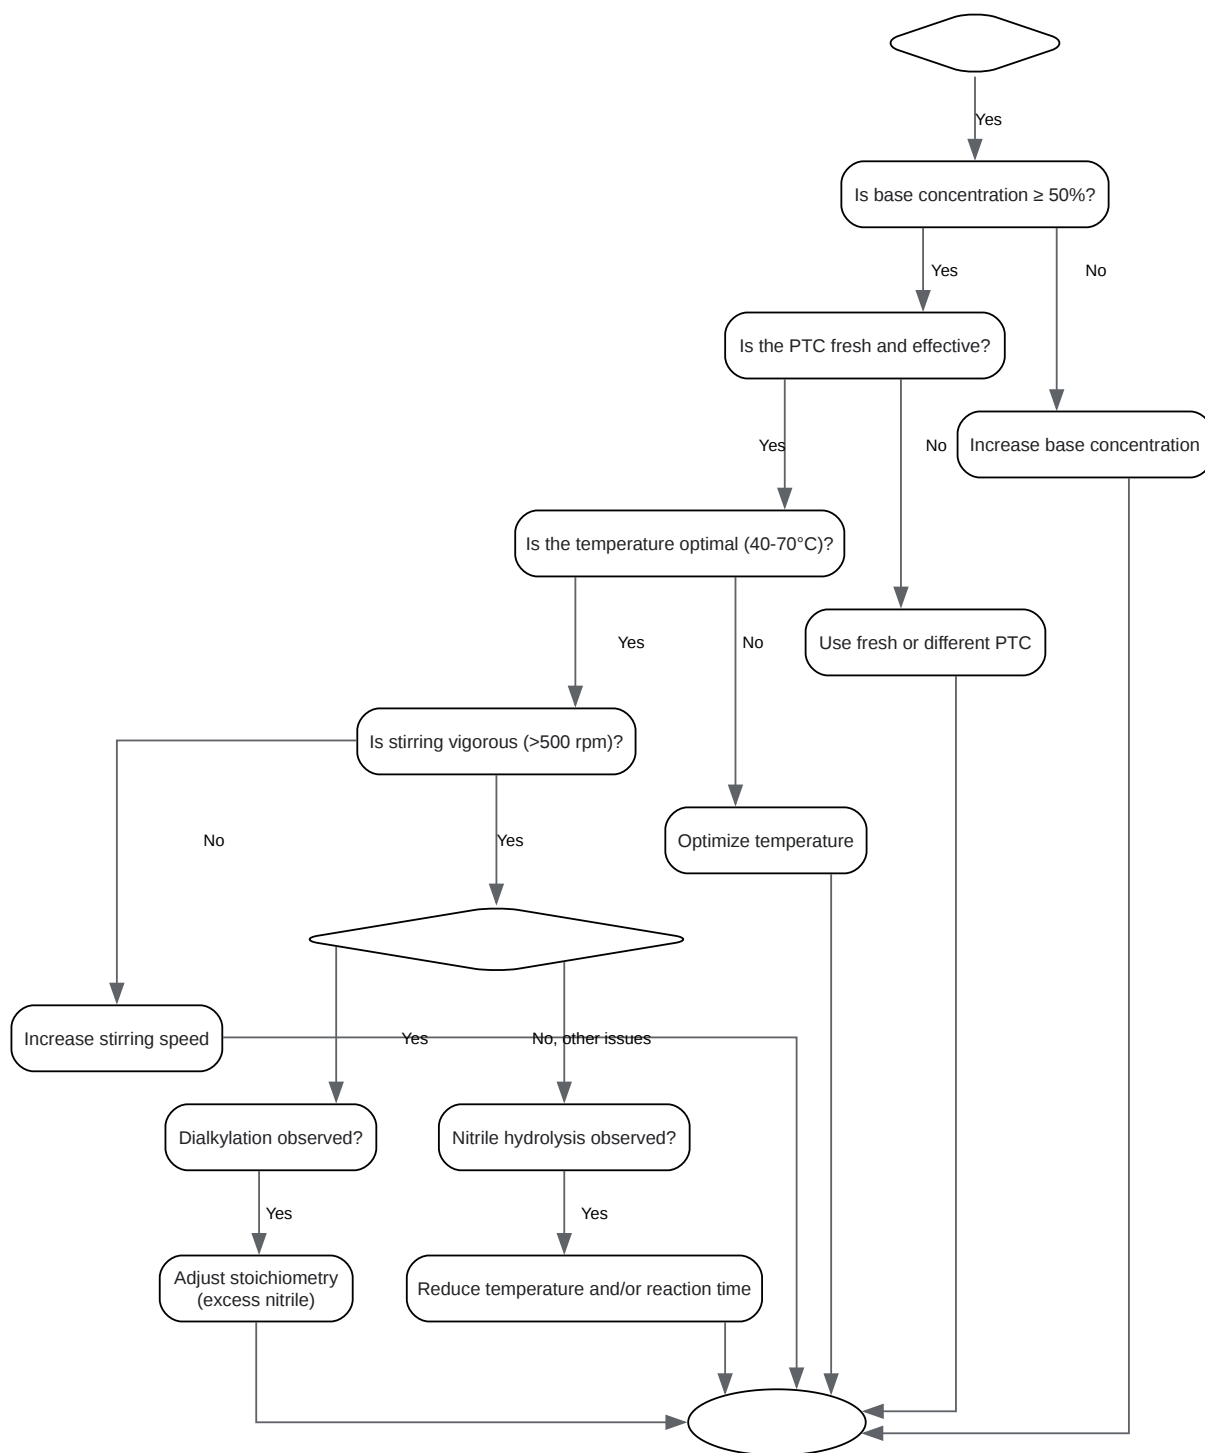 Yes
Is base concentration ≥ 50%?
Yes
No
Is the PTC fresh and effective?
Yes
No
Increase base concentration
Is the temperature optimal (40-70°C)?
Yes
No
Use fresh or different PTC
Is stirring vigorous (>500 rpm)?
No
Yes
Optimize temperature
Increase stirring speed
Yes
No, other issues
Dialkylation observed?
Nitrile hydrolysis observed?
Yes
Yes
Adjust stoichiometry
(excess nitrile)
Reduce temperature and/or reaction time